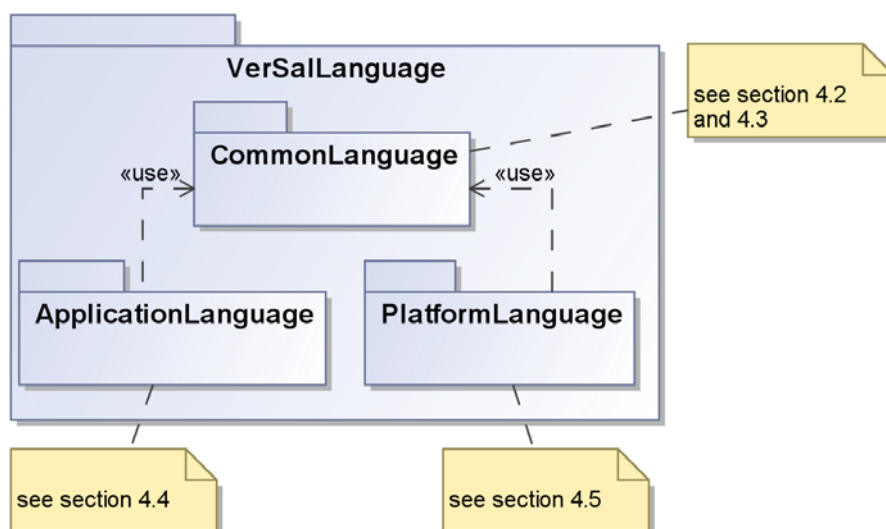 VerSalLanguage
see section 4.2
and 4.3
CommonLanguage
«use»
«use»
ApplicationLanguage
PlatformLanguage
see section 4.4
see section 4.5